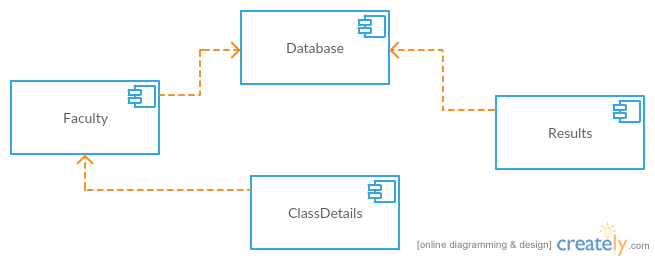 Database
Faculty
Results
ClassDetails
[online diagramming & design] creately.com